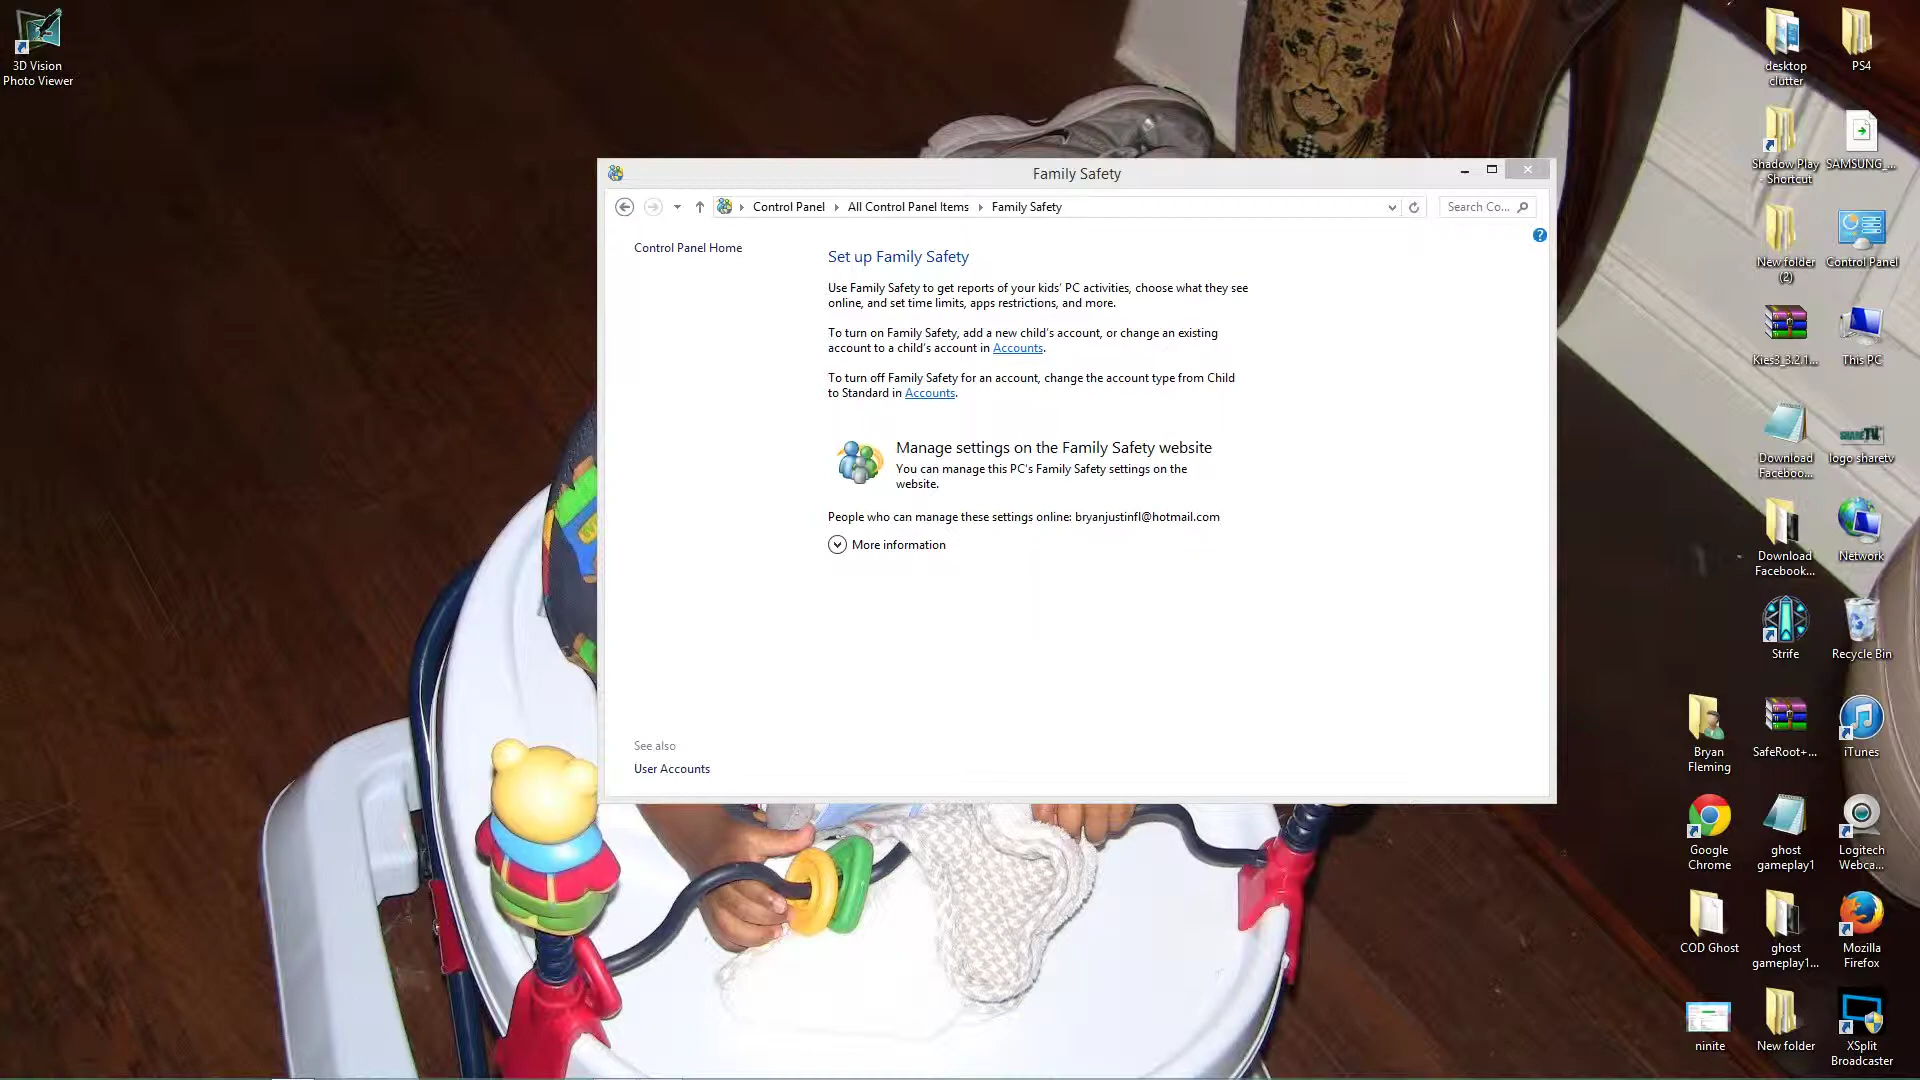 3D Vision
Photo Viewer
Family Safety
Control Panel
All Control Panel Items
Family Safety
Search Co...
Control Panel Home
Set up Family Safety
Use Family Safety to get reports of your kids' PC activities, choose what they see
online, and set time limits, apps restrictions, and more.
To turn on Family Safety, add a new child's account, or change an existing
account to a child's account in Accounts.
To turn off Family Safety for an account, change the account type from Child
to Standard in Accounts.
Manage settings on the Family Safety website
You can manage this PC's Family Safety settings on the
website.
People who can manage these settings online: bryanjustinfl@hotmail.com
More information
See also
User Accounts
desktop
clutter
PS4
Shadow Play
- Shortcut
SAMSUNG_...
New folder
(2)
Control Panel
Kies3_3.2.1...
This PC
Download
Faceboo...
SHARETV
logo sharetv
Download
Facebook...
Network
Strife
Recycle Bin
Bryan
Fleming
SafeRoot+...
iTunes
Google
Chrome
ghost
gameplay1
Logitech
Webca...
COD Ghost
ghost
gameplay1...
Mozilla
Firefox
ninite
New folder
XSplit
Broadcaster